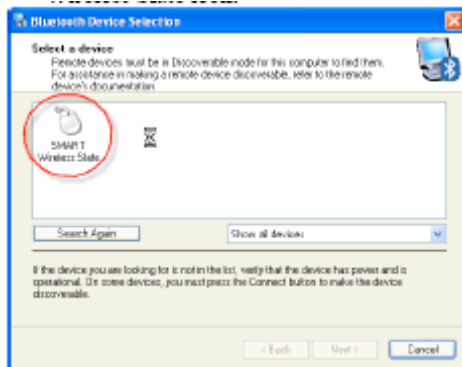 Bluetooth Device Selection
Select a device
Remote devices must be in Discoverable mode for this computer to find them.
For assistance in making a remote device discoverable, refer to the remote
device's documentation.
SMART
Wireless Slate
Search Again
Show all devices
If the device you are looking for is not in the list, verify that the device has power and is
operational. On some devices, you must press the Connect button to make the device
discoverable.
< Back
Next >
Cancel